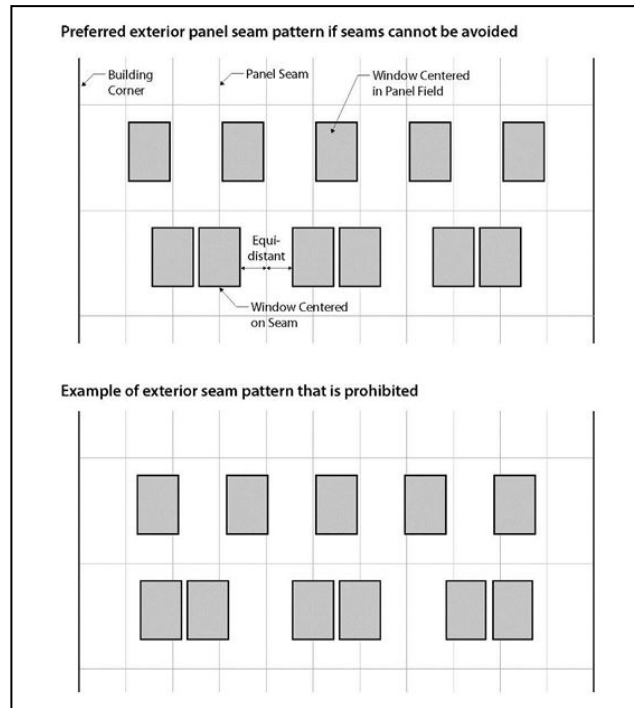 Preferred exterior panel seam pattern if seams cannot be avoided
Building
Corner
Panel Seam
Window Centered
in Panel Field
Equi-
distant
Window Centered
on Seam
Example of exterior seam pattern that is prohibited